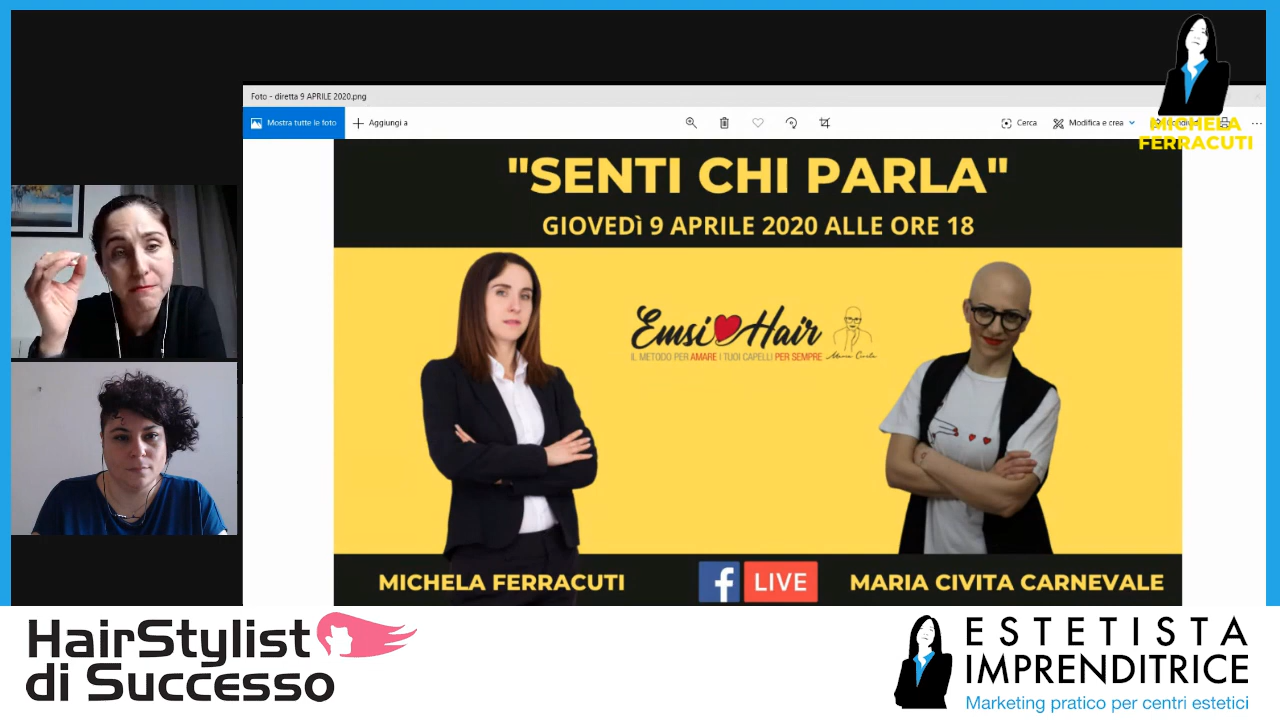 Foto - diretta 9 APRILE 2020.png
Mostra tutte le foto
Aggiungi a
Cerca
Modifica e crea
MICHELA
FERRACUTI
"SENTI CHI PARLA"
GIOVEDì 9 APRILE 2020 ALLE ORE 18
Emsi Hair
IL METODO PER AMARE I TUOI CAPELLI PER SEMPRE
Maria Civita
MICHELA FERRACUTI
f LIVE
MARIA CIVITA CARNEVALE
HairStylist
di Successo
ESTETISTA
IMPRENDITRICE
Marketing pratico per centri estetici